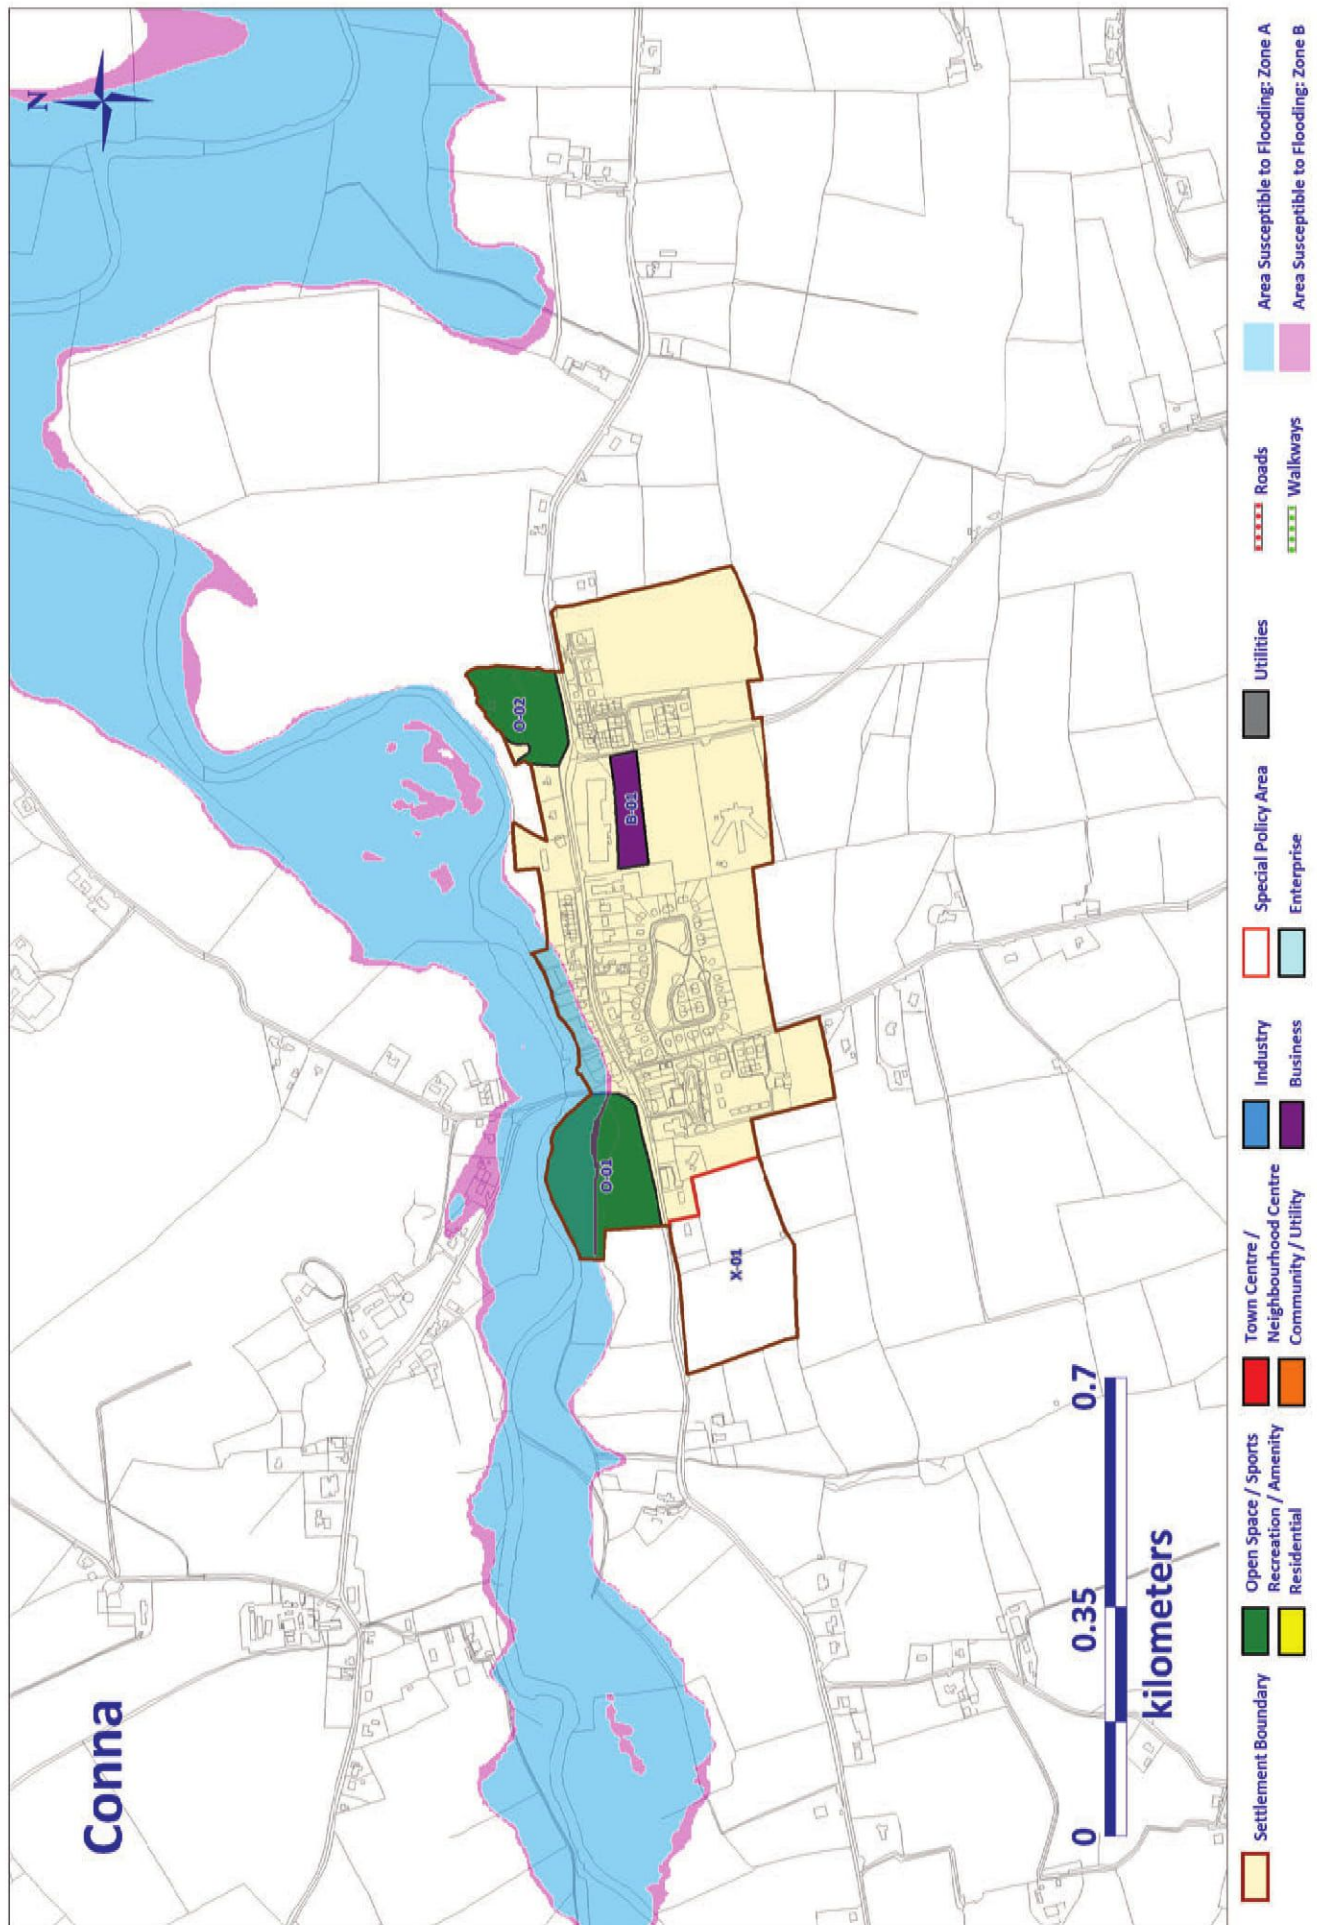 Conna
N
O-02
B-01
O-01
X-01
0
0.35
0.7
kilometers
Settlement Boundary
Open Space / Sports
Recreation / Amenity
Residential
Town Centre /
Neighbourhood Centre
Community / Utility
Industry
Business
Special Policy Area
Enterprise
Utilities
Roads
Walkways
Area Susceptible to Flooding: Zone A
Area Susceptible to Flooding: Zone B